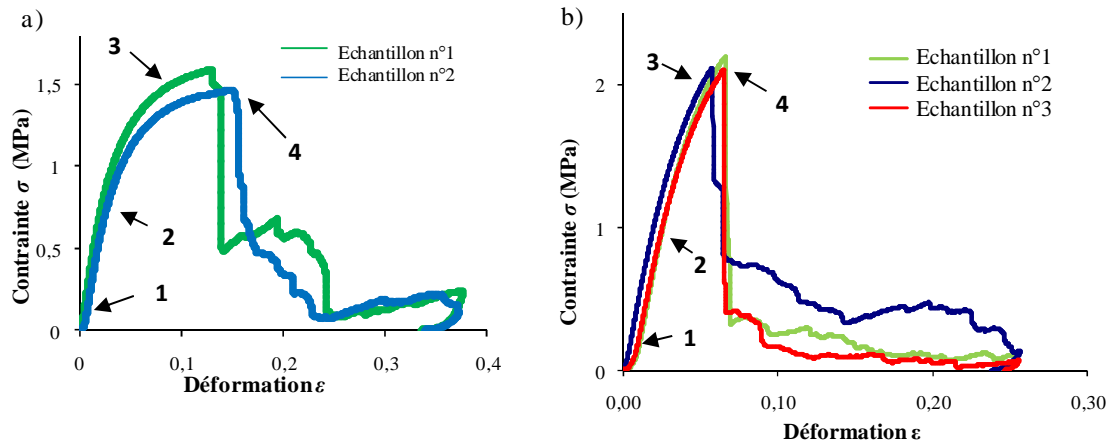 a)
3
Echantillon n°1
Echantillon n°2
1,5
1
0,5
0
4
2
1
0
0,1
0,2
0,3
0,4
Contrainte σ (MPa)
Déformation ε
b)
3
Echantillon n°1
Echantillon n°2
Echantillon n°3
4
2
1
2
1
0
0,00
0,10
0,20
0,30
Contrainte σ (MPa)
Déformation ε